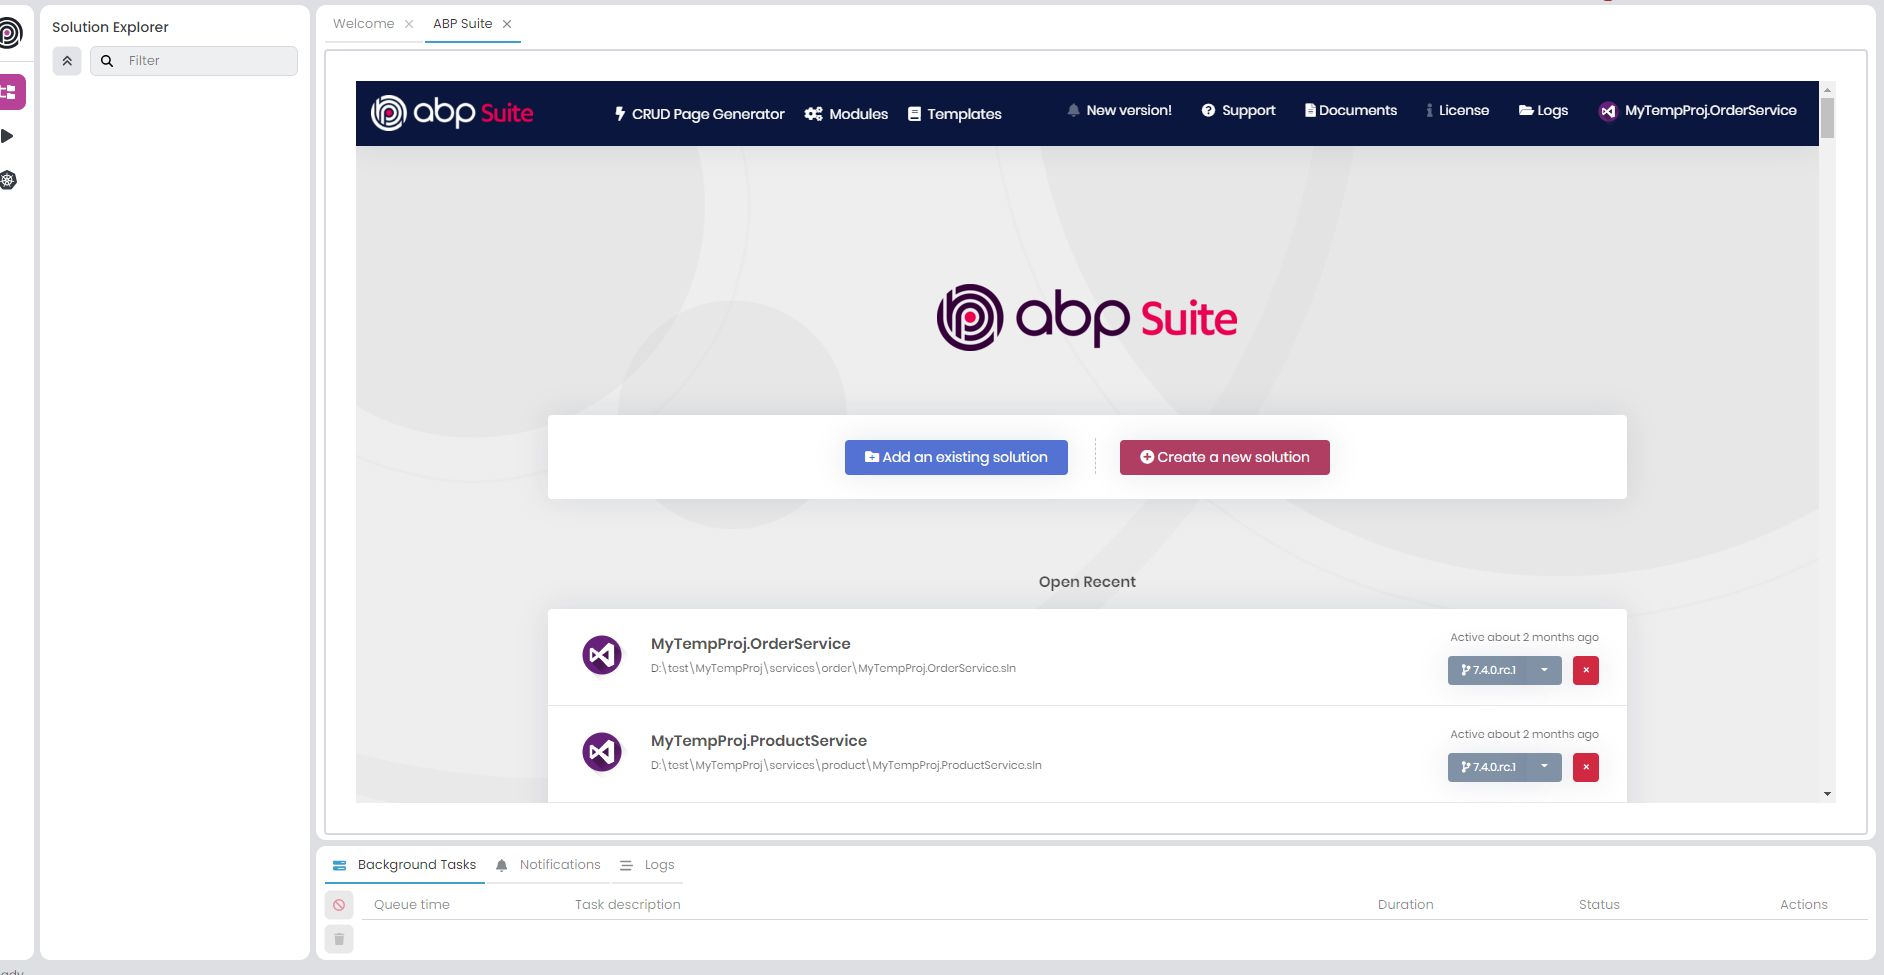 Solution Explorer
Filter
Welcome
ABP Suite
abp Suite
CRUD Page Generator
Modules
Templates
New version!
Support
Documents
License
Logs
MyTempProj.OrderService
abp Suite
Add an existing solution
Create a new solution
Open Recent
MyTempProj.OrderService
D:\test\MyTempProj\services\order\MyTempProj.OrderService.sln
Active about 2 months ago
7.4.0.rc.1
MyTempProj.ProductService
D:\test\MyTempProj\services\product\MyTempProj.ProductService.sln
Active about 2 months ago
7.4.0.rc.1
Background Tasks
Notifications
Logs
Queue time
Task description
Duration
Status
Actions